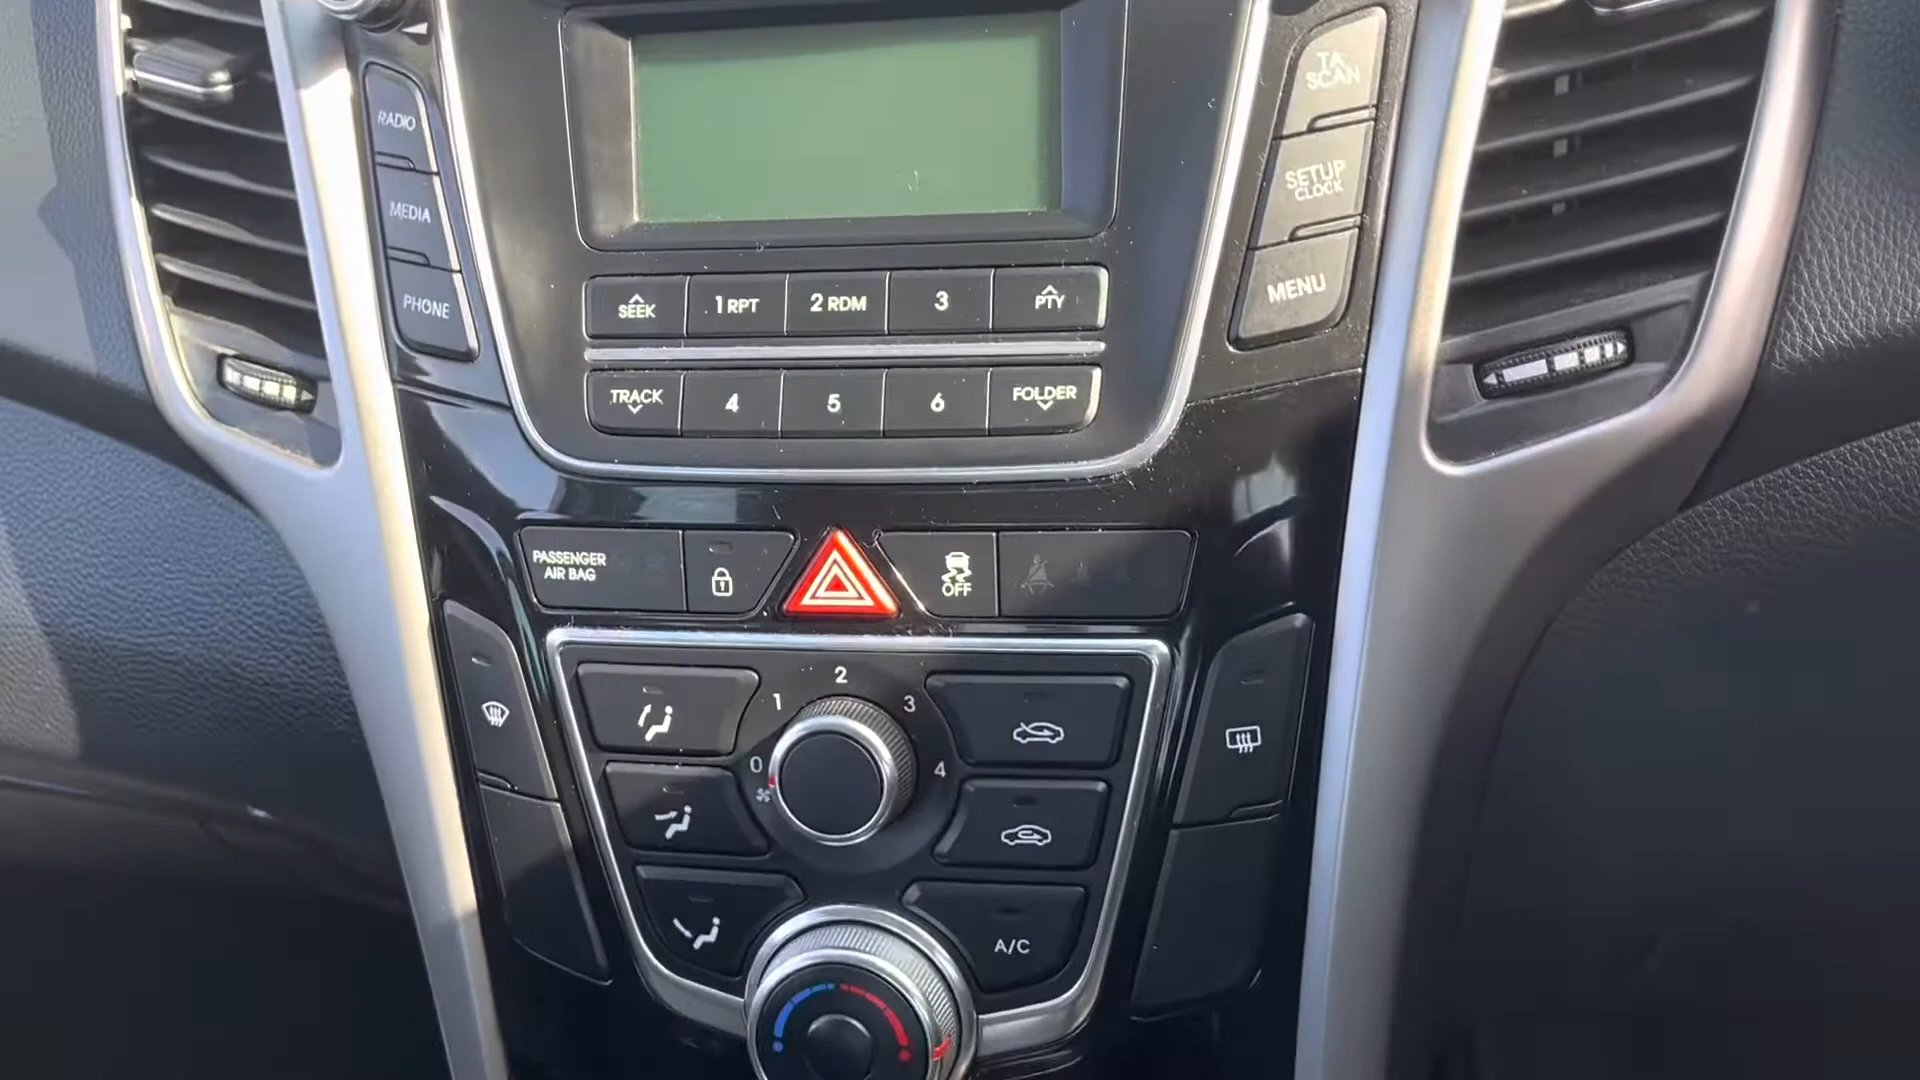 RADIO
MEDIA
PHONE
TA
SCAN
SETUP
CLOCK
MENU
SEEK
1 RPT
2 RDM
3
PTY
TRACK
4
5
6
FOLDER
PASSENGER
AIR BAG
OFF
0
1
2
3
4
A/C